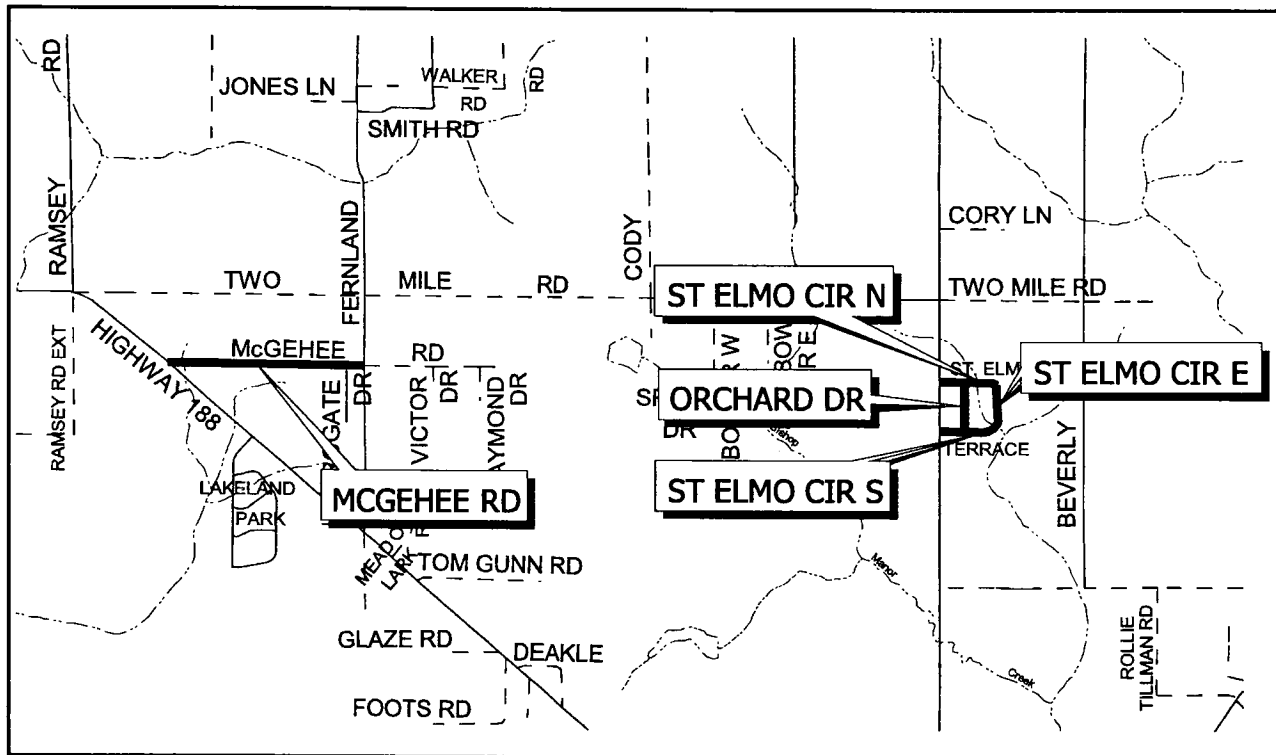 RD
JONES LN
WALKER
RD
RD
SMITH RD
RAMSEY
FERNLAND
TWO MILE RD
CODY
CORY LN
TWO MILE RD
ST ELMO CIR N
McGEHEE RD
RAMSEY RD EXT
HIGHWAY 188
GATE
DR
VICTOR
DR
DR
ST ELMO CIR E
ORCHARD DR
DR
BEVERLY
LAKELAND
PARK
MCGEHEE RD
ST ELMO CIR S
TERRACE
LARK
TOM GUNN RD
Manor
Creek
GLAZE RD
DEAKLE
FOOTS RD
ROLLIE
TILLMAN RD